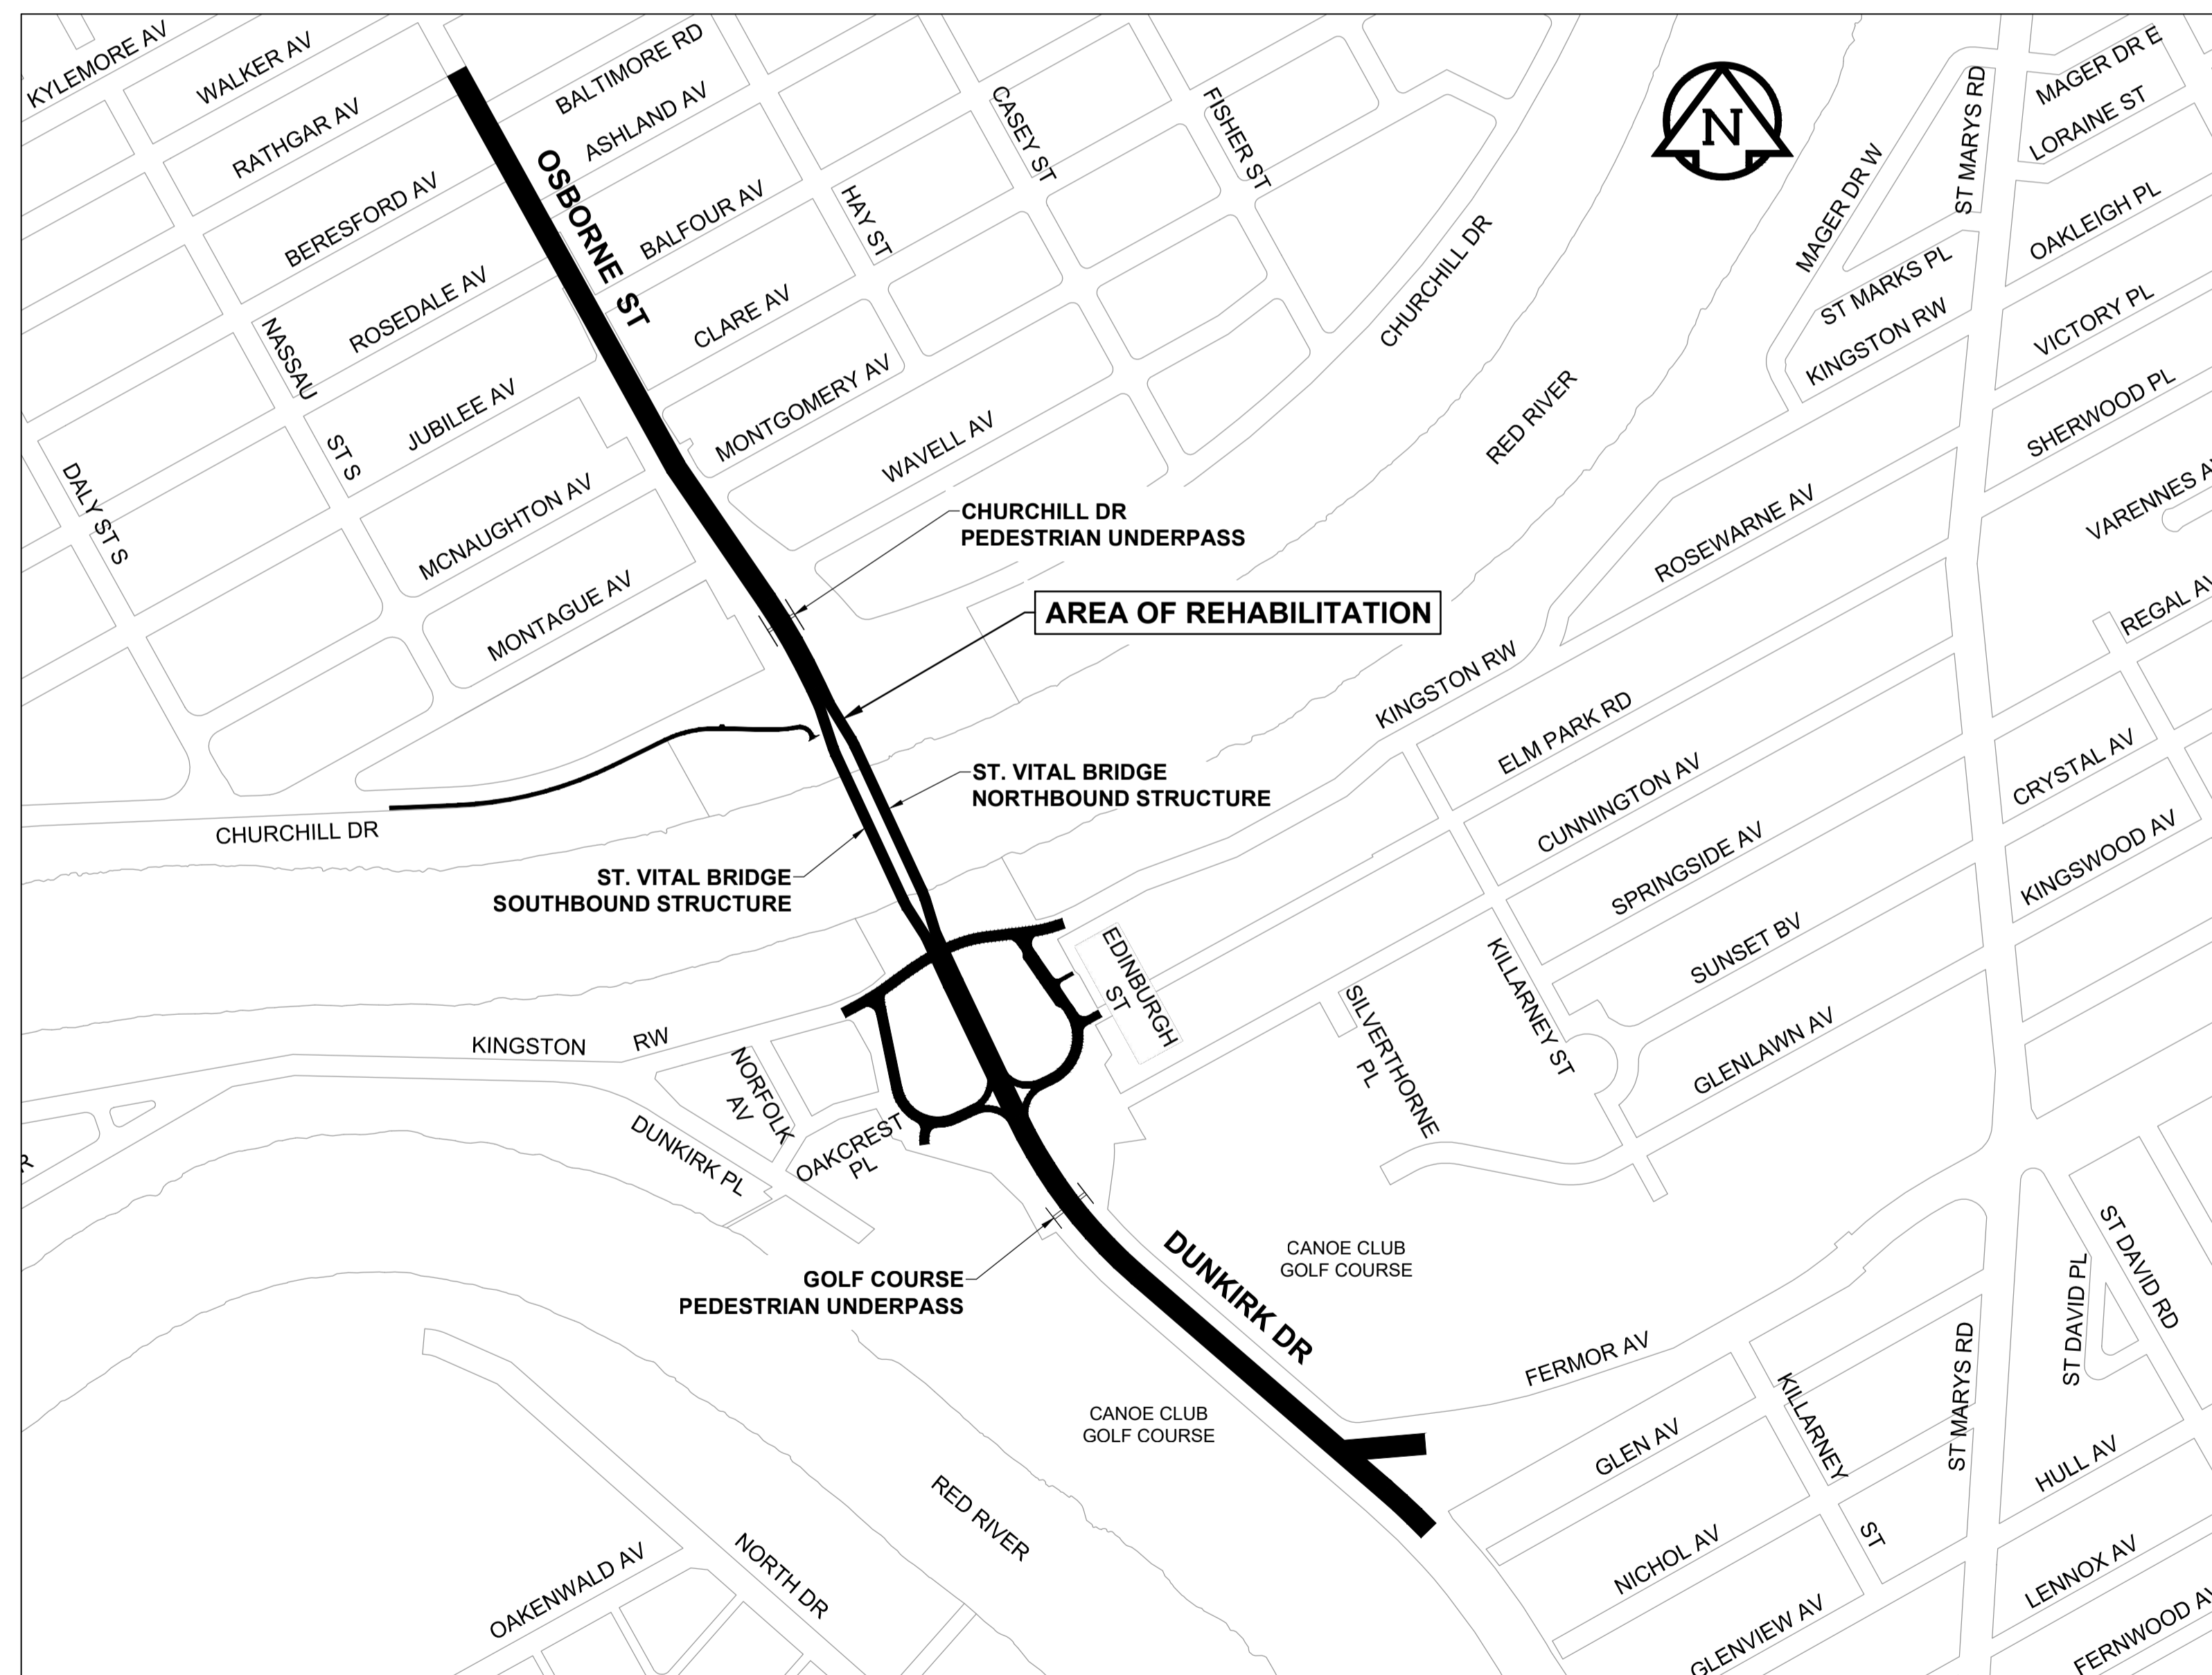 KYLEMORE AV
WALKER AV
RATHGAR AV
BERESFORD AV
ROSEDALE AV
JUBILEE AV
MCNAUGHTON AV
MONTAGUE AV
NASSAU
ST S
DALY ST S
OSBORNE ST
BALTIMORE RD
ASHLAND AV
BALFOUR AV
CLARE AV
MONTGOMERY AV
WAVELL AV
HAY ST
CASEY ST
FISHER ST
CHURCHILL DR
RED RIVER
N
MAGER DR W
ST MARYS RD
MAGER DR E
LORAINE ST
OAKLEIGH PL
ST MARKS PL
KINGSTON RW
VICTORY PL
SHERWOOD PL
VARENNES AV
REGAL AV
ROSEWARNE AV
CHURCHILL DR
PEDESTRIAN UNDERPASS
AREA OF REHABILITATION
KINGSTON RW
ELM PARK RD
CUNNINGTON AV
SPRINGSIDE AV
SUNSET BV
GLENLAWN AV
CRYSTAL AV
KINGSWOOD AV
ST. VITAL BRIDGE
NORTHBOUND STRUCTURE
CHURCHILL DR
ST. VITAL BRIDGE
SOUTHBOUND STRUCTURE
EDINBURGH
ST
SILVERTHORNE
PL
KILLARNEY ST
KINGSTON
RW
NORFOLK
AV
DUNKIRK PL
OAKCREST
PL
GOLF COURSE
PEDESTRIAN UNDERPASS
DUNKIRK DR
CANOE CLUB
GOLF COURSE
CANOE CLUB
GOLF COURSE
FERMOR AV
ST DAVID RD
ST DAVID PL
ST MARYS RD
KILLARNEY
ST
GLEN AV
NICHOL AV
GLENVIEW AV
HULL AV
LENNOX AV
FERNWOOD AV
RED RIVER
NORTH DR
OAKENWALD AV